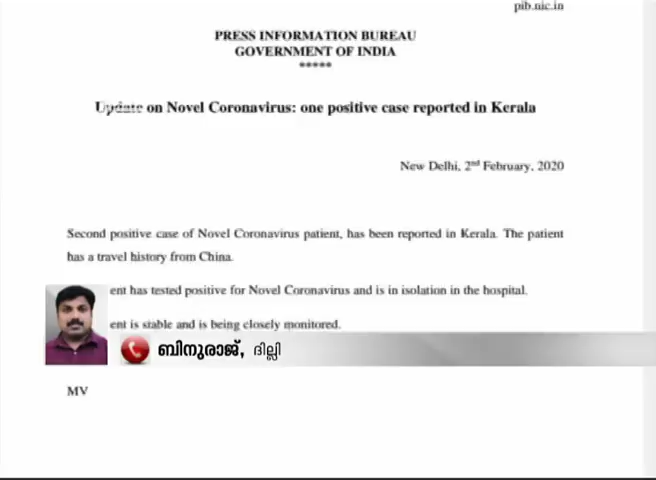 pib.nic.in
PRESS INFORMATION BUREAU
GOVERNMENT OF INDIA
*****
Update on Novel Coronavirus: one positive case reported in Kerala
New Delhi, 2nd February, 2020
Second positive case of Novel Coronavirus patient, has been reported in Kerala. The patient
has a travel history from China.
ent has tested positive for Novel Coronavirus and is in isolation in the hospital.
ent is stable and is being closely monitored.
ബിനുരാജ്, ദില്ലി
MV